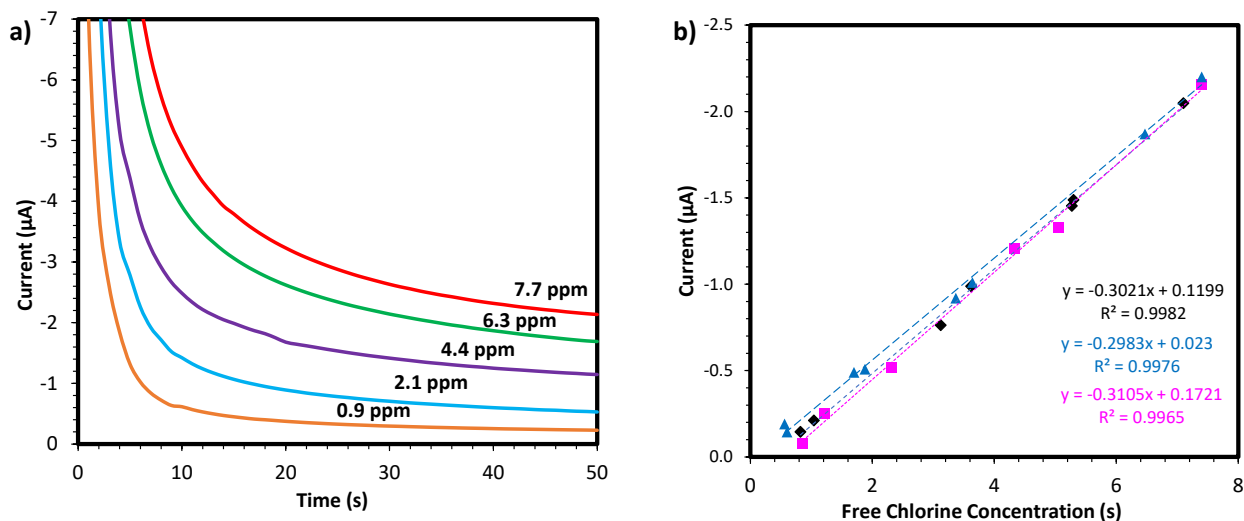 a)
-7
-6
-5
-4
-3
-2
-1
0
Current (µA)
7.7 ppm
6.3 ppm
4.4 ppm
2.1 ppm
0.9 ppm
0 10 20 30 40 50
Time (s)
b)
-2.5
-2.0
-1.5
-1.0
-0.5
0.0
Current (µA)
y = -0.3021x + 0.1199
R² = 0.9982
y = -0.2983x + 0.023
R² = 0.9976
y = -0.3105x + 0.1721
R² = 0.9965
0 2 4 6 8
Free Chlorine Concentration (s)